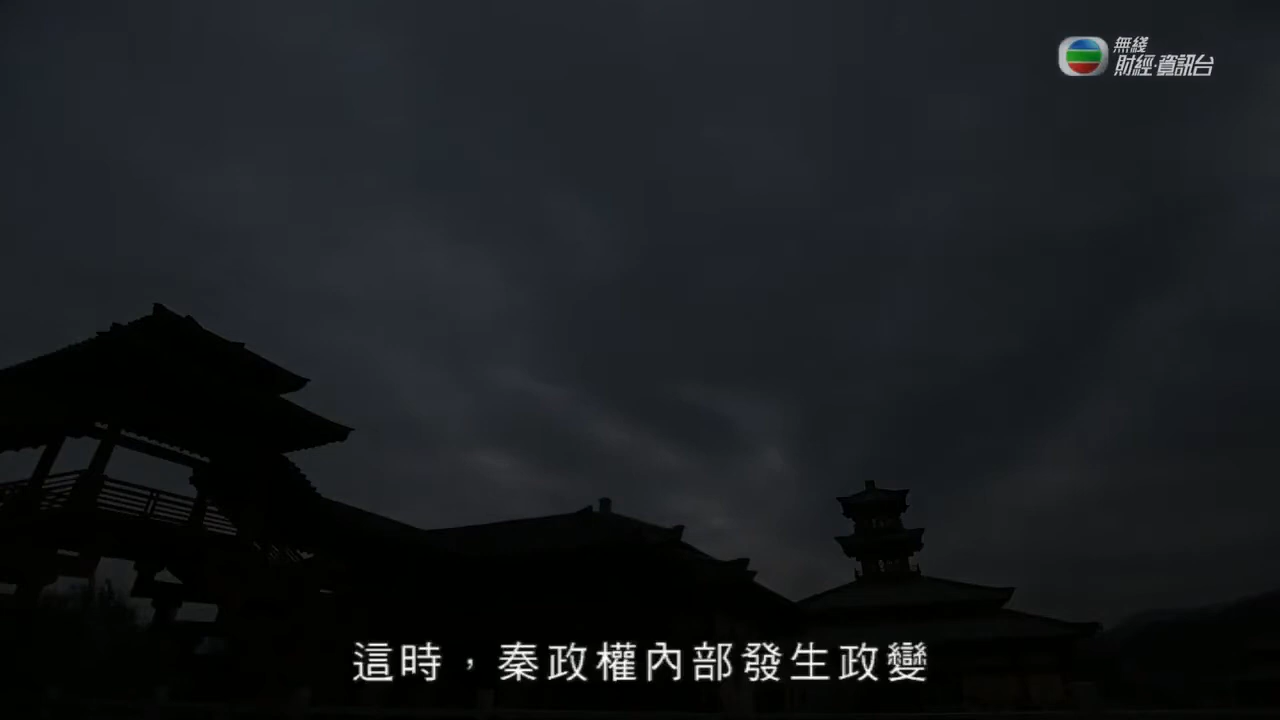 無綫
財經·資訊台
這時，秦政權內部發生政變